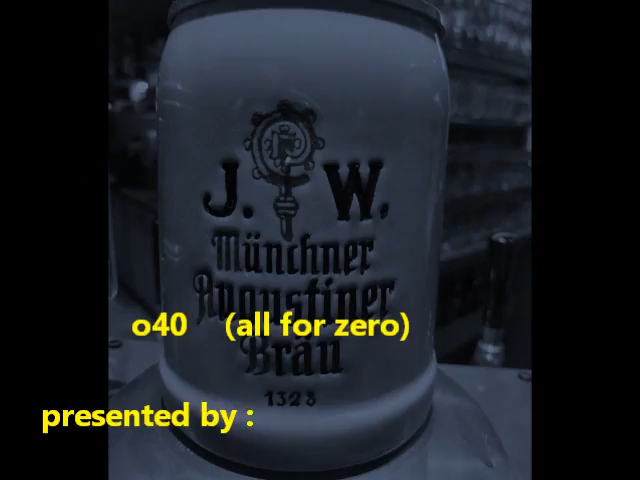 J. W.
Münchner
Augustiner
o40 (all for zero)
Bräu
1328
presented by :